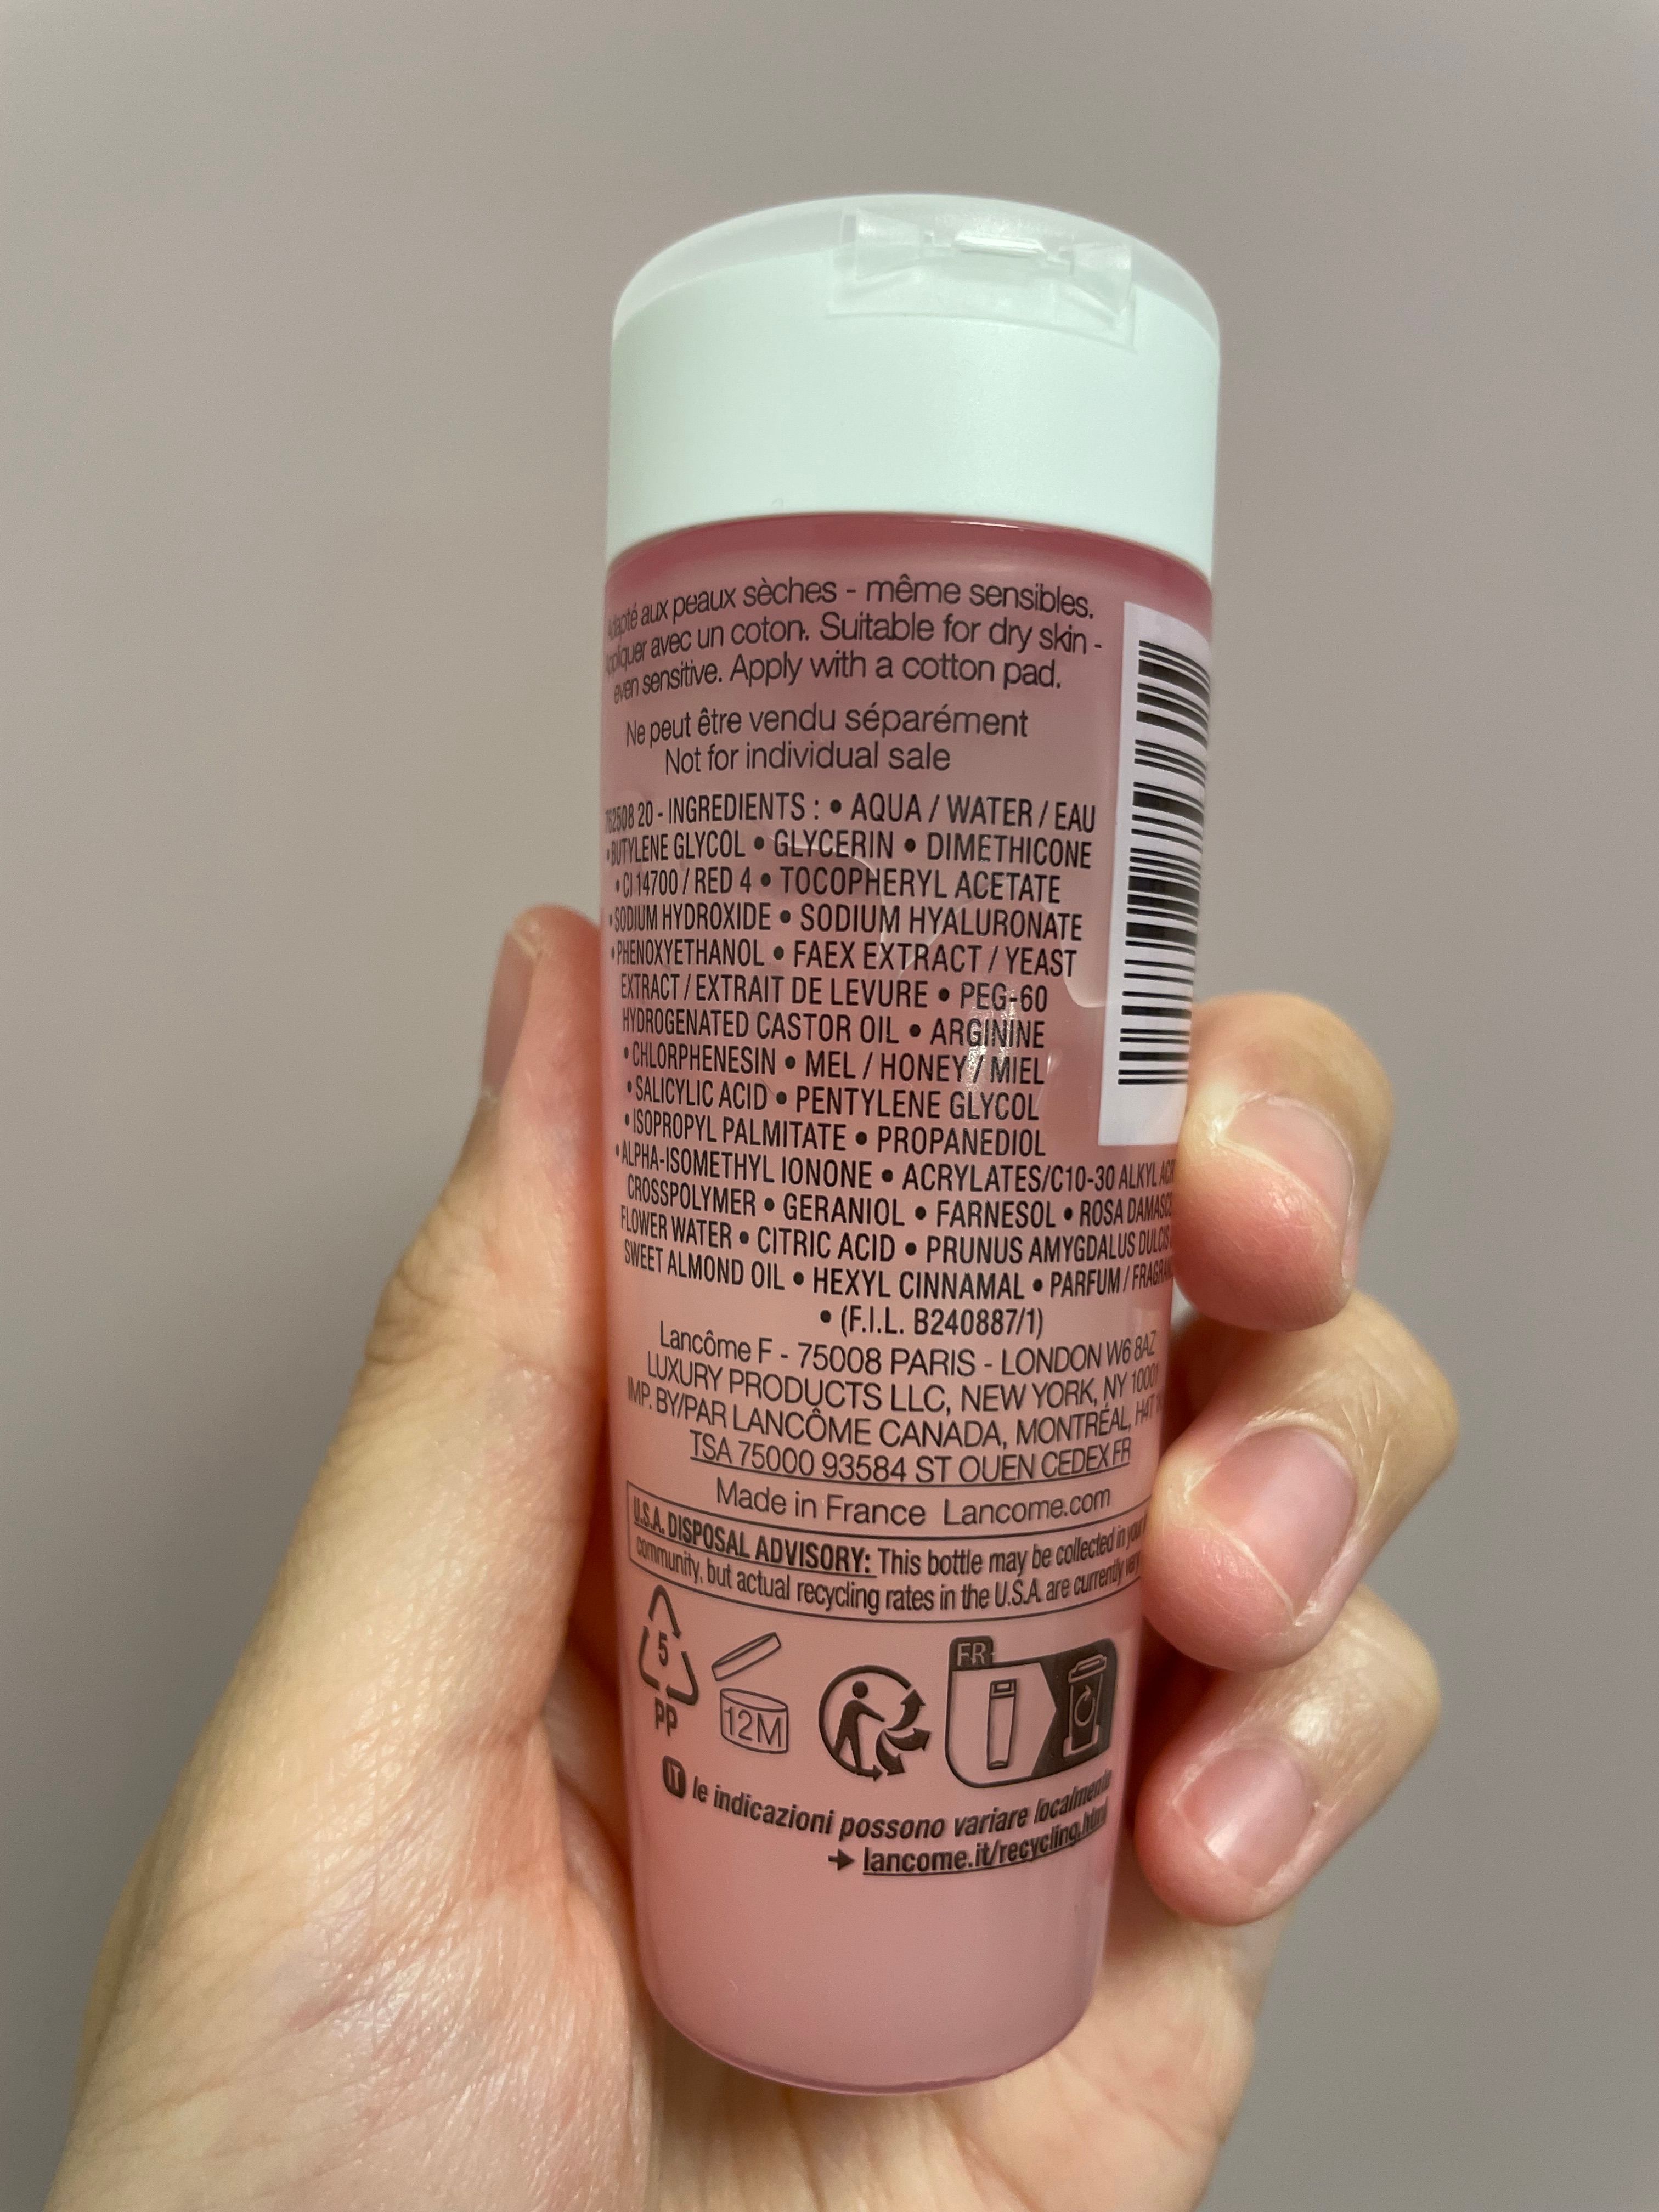 Adapté aux peaux sèches - même sensibles.
Appliquer avec un coton. Suitable for dry skin -
even sensitive. Apply with a cotton pad.
Ne peut être vendu séparément
Not for individual sale
762508 20 - INGREDIENTS : • AQUA / WATER / EAU
• BUTYLENE GLYCOL • GLYCERIN • DIMETHICONE
• CI 14700 / RED 4 • TOCOPHERYL ACETATE
• SODIUM HYDROXIDE • SODIUM HYALURONATE
• PHENOXYETHANOL • FAEX EXTRACT / YEAST
EXTRACT / EXTRAIT DE LEVURE • PEG-60
HYDROGENATED CASTOR OIL • ARGININE
• CHLORPHENESIN • MEL / HONEY / MIEL
• SALICYLIC ACID • PENTYLENE GLYCOL
• ISOPROPYL PALMITATE • PROPANEDIOL
• ALPHA-ISOMETHYL IONONE • ACRYLATES/C10-30 ALKYL
CROSSPOLYMER • GERANIOL • FARNESOL • ROSA
FLOWER WATER • CITRIC ACID • PRUNUS AMYGDALUS DULCIS
SWEET ALMOND OIL • HEXYL CINNAMAL • PARFUM /
• (F.I.L. B240887/1)
Lancôme F - 75008 PARIS - LONDON W6 8AZ
LUXURY PRODUCTS LLC, NEW YORK, NY 10001
IMP. BY/PAR LANCÔME CANADA, MONTRÉAL, H4T
TSA 75000 93584 ST OUEN CEDEX FR
Made in France Lancome.com
U.S.A. DISPOSAL ADVISORY: This bottle may be collected in your
community, but actual recycling rates in the U.S.A. are currently
5
PP
12M
FR
IT le indicazioni possono variare localmente
→ lancome.it/recycling.html